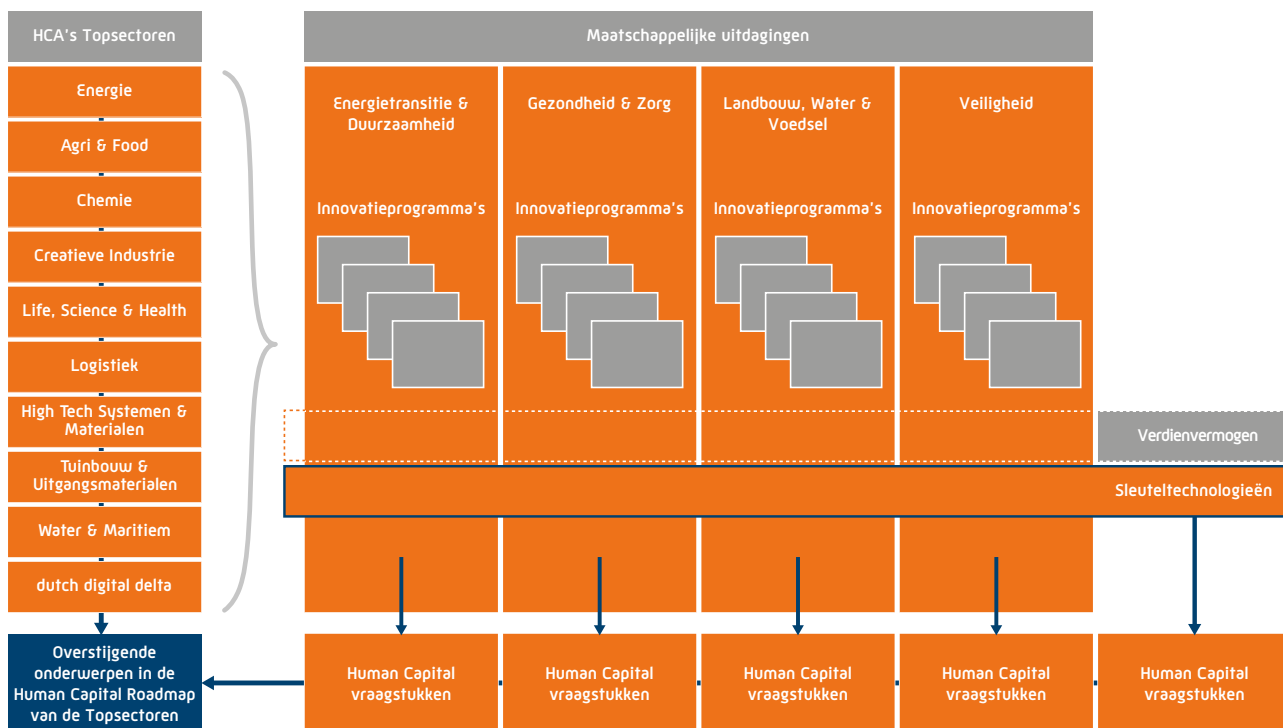 HCA's Topsectoren
Energie
Agri & Food
Chemie
Creatieve Industrie
Life, Science & Health
Logistiek
High Tech Systemen &
Materialen
Tuinbouw &
Uitgangsmaterialen
Water & Maritiem
dutch digital delta
Overstijgende
onderwerpen in de
Human Capital Roadmap
van de Topsectoren
Maatschappelijke uitdagingen
Energietransitie &
Duurzaamheid
Innovatieprogramma's
Gezondheid & Zorg
Innovatieprogramma's
Landbouw, Water &
Voedsel
Innovatieprogramma's
Veiligheid
Innovatieprogramma's
Verdienvermogen
Sleuteltechnologieën
Human Capital
vraagstukken
Human Capital
vraagstukken
Human Capital
vraagstukken
Human Capital
vraagstukken
Human Capital
vraagstukken